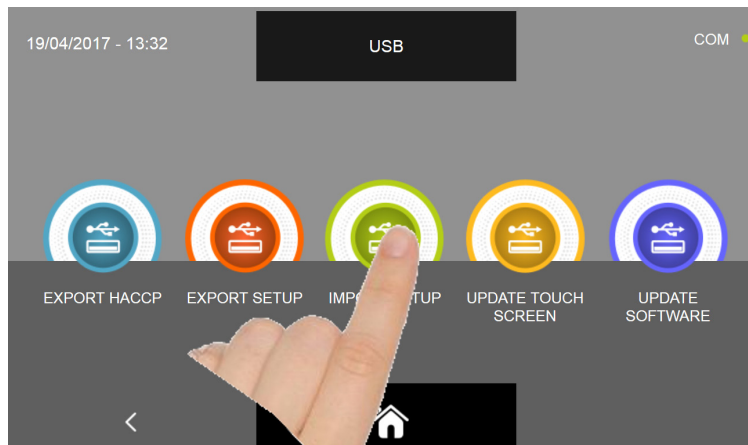 19/04/2017 - 13:32
USB
COM
EXPORT HACCP
EXPORT SETUP
UPDATE TOUCH
SCREEN
UPDATE
SOFTWARE